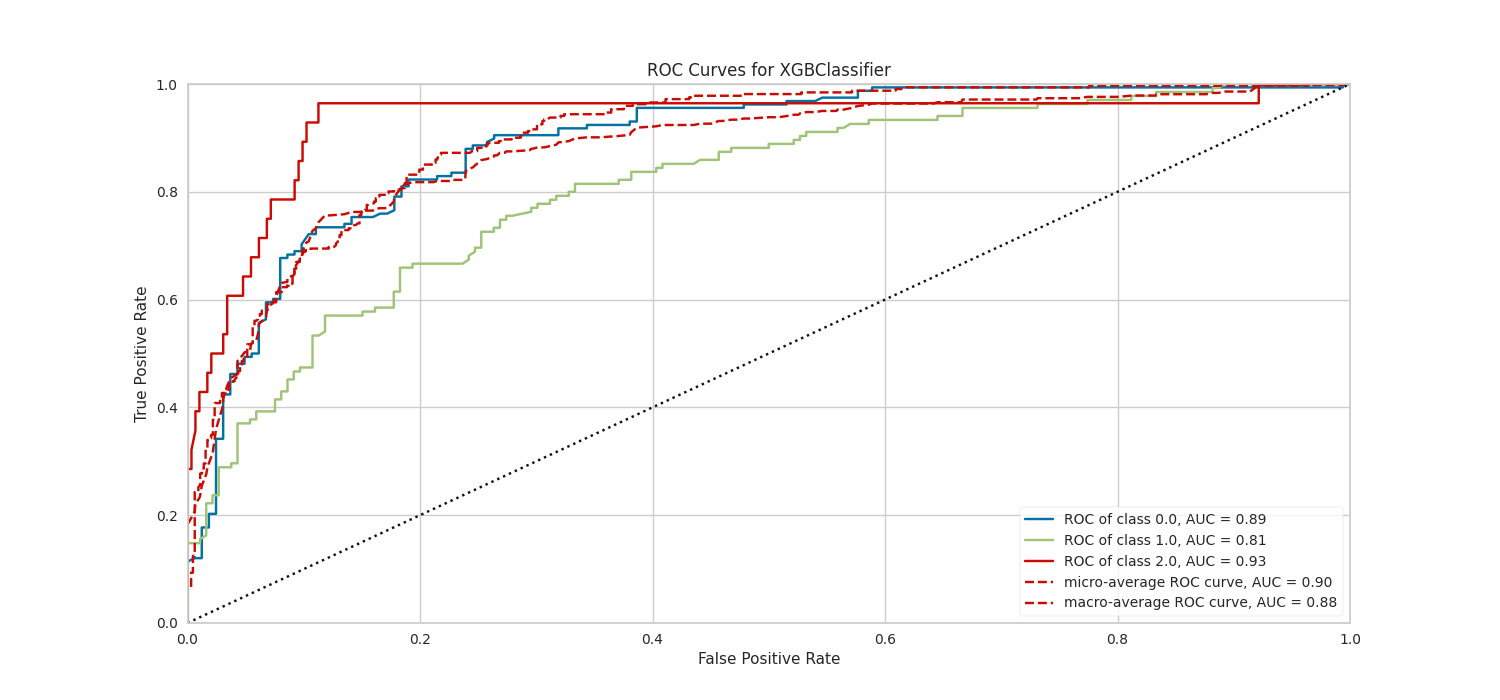 ROC Curves for XGBClassifier
1.0
0.8
0.6
0.4
0.2
0.0
True Positive Rate
0.0 0.2 0.4 0.6 0.8 1.0
False Positive Rate
ROC of class 0.0, AUC = 0.89
ROC of class 1.0, AUC = 0.81
ROC of class 2.0, AUC = 0.93
micro-average ROC curve, AUC = 0.90
macro-average ROC curve, AUC = 0.88